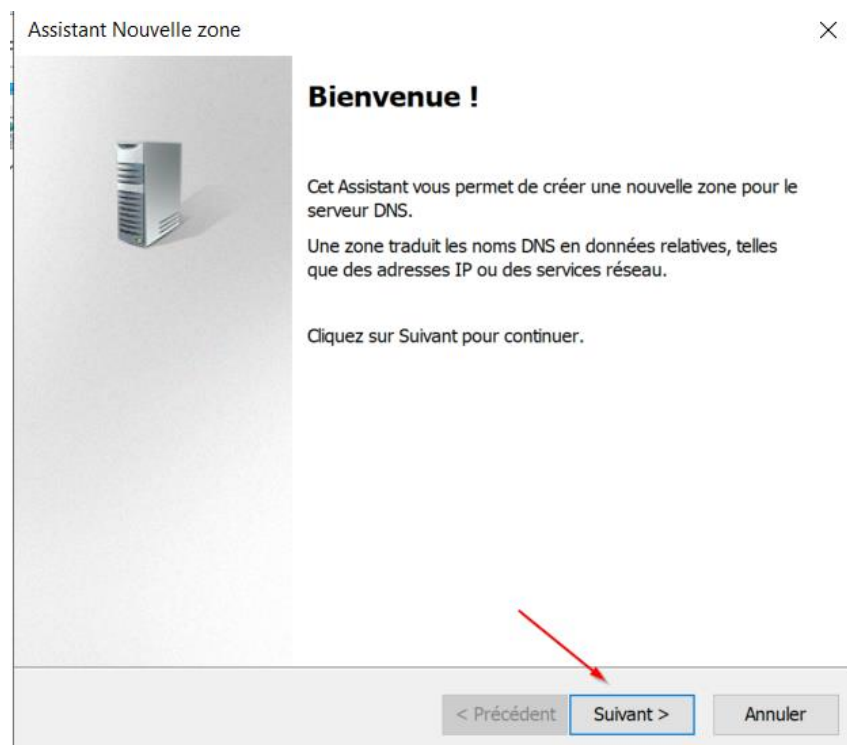 Assistant Nouvelle zone
Bienvenue !
Cet Assistant vous permet de créer une nouvelle zone pour le
serveur DNS.
Une zone traduit les noms DNS en données relatives, telles
que des adresses IP ou des services réseau.
Cliquez sur Suivant pour continuer.
< Précédent Suivant > Annuler